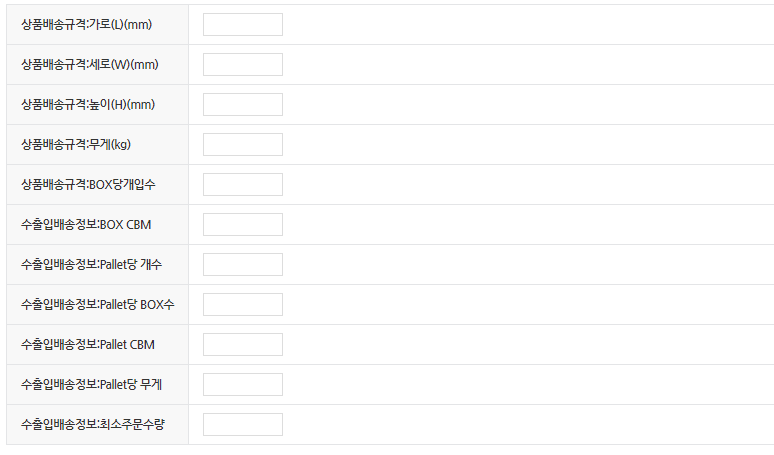 상품배송규격:가로(L)(mm)
상품배송규격:세로(W)(mm)
상품배송규격:높이(H)(mm)
상품배송규격:무게(kg)
상품배송규격:BOX당개입수
수출입배송정보:BOX CBM
수출입배송정보:Pallet당 개수
수출입배송정보:Pallet당 BOX수
수출입배송정보:Pallet CBM
수출입배송정보:Pallet당 무게
수출입배송정보:최소주문수량